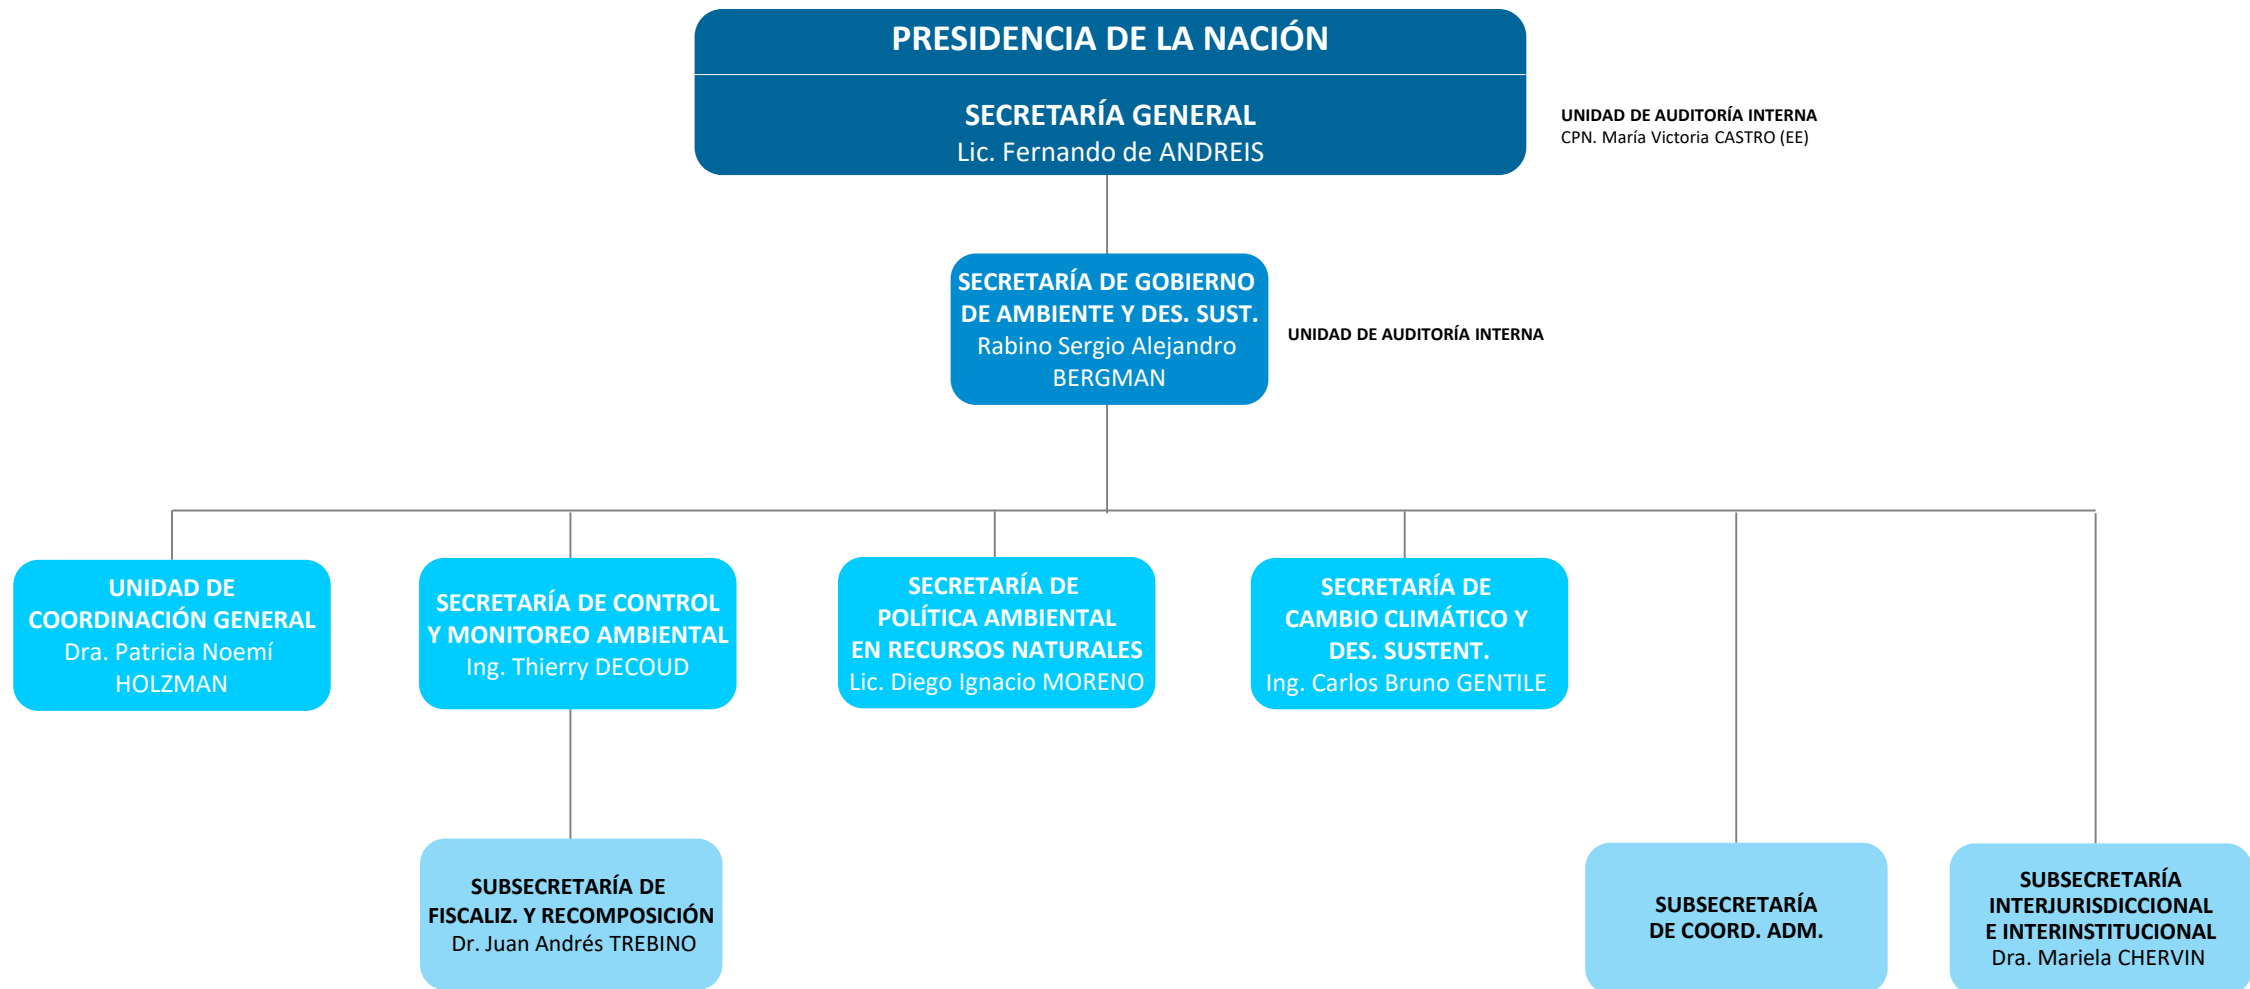 PRESIDENCIA DE LA NACIÓN
SECRETARÍA GENERAL
Lic. Fernando de ANDREIS
UNIDAD DE AUDITORÍA INTERNA
CPN. María Victoria CASTRO (EE)
SECRETARÍA DE GOBIERNO
DE AMBIENTE Y DES. SUST.
Rabino Sergio Alejandro
BERGMAN
UNIDAD DE AUDITORÍA INTERNA
UNIDAD DE
COORDINACIÓN GENERAL
Dra. Patricia Noemí
HOLZMAN
SECRETARÍA DE CONTROL
Y MONITOREO AMBIENTAL
Ing. Thierry DECOUD
SECRETARÍA DE
POLÍTICA AMBIENTAL
EN RECURSOS NATURALES
Lic. Diego Ignacio MORENO
SECRETARÍA DE
CAMBIO CLIMÁTICO Y
DES. SUSTENT.
Ing. Carlos Bruno GENTILE
SUBSECRETARÍA DE
FISCALIZ. Y RECOMPOSICIÓN
Dr. Juan Andrés TREBINO
SUBSECRETARÍA
DE COORD. ADM.
SUBSECRETARÍA
INTERJURISDICCIONAL
E INTERINSTITUCIONAL
Dra. Mariela CHERVIN